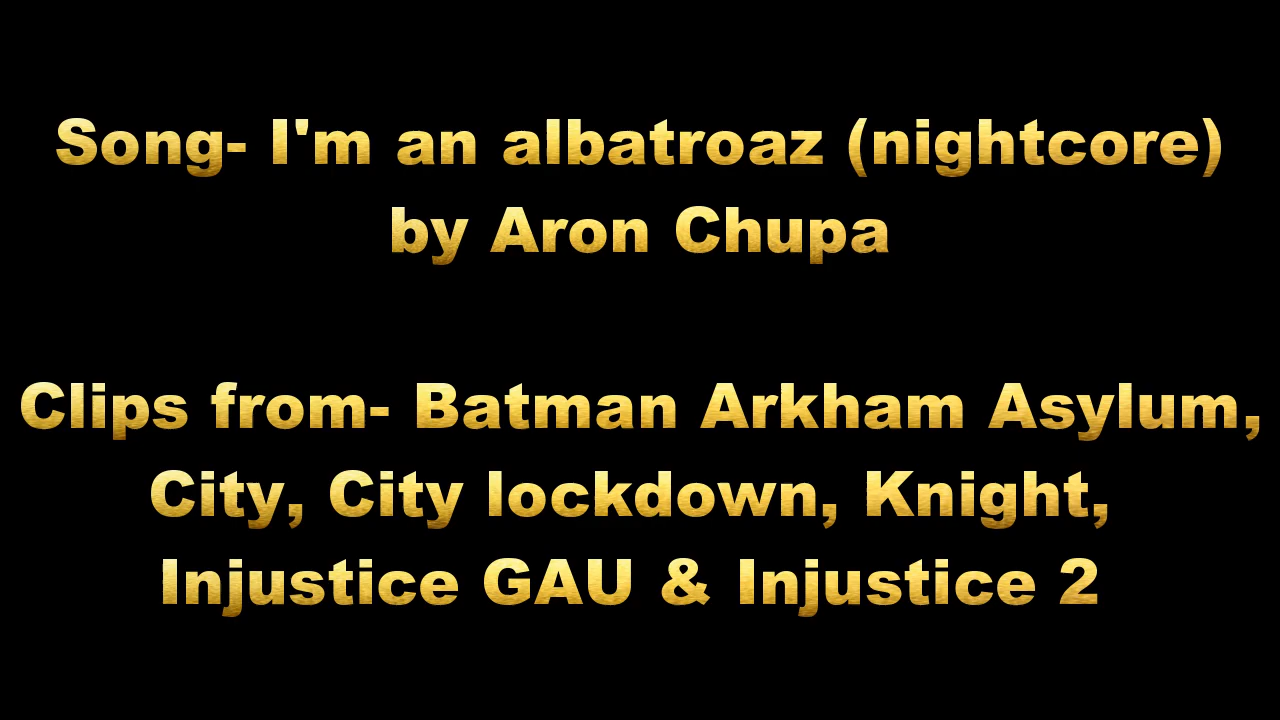 Song- I'm an albatroaz (nightcore)
by Aron Chupa
Clips from- Batman Arkham Asylum,
City, City lockdown, Knight,
Injustice GAU & Injustice 2